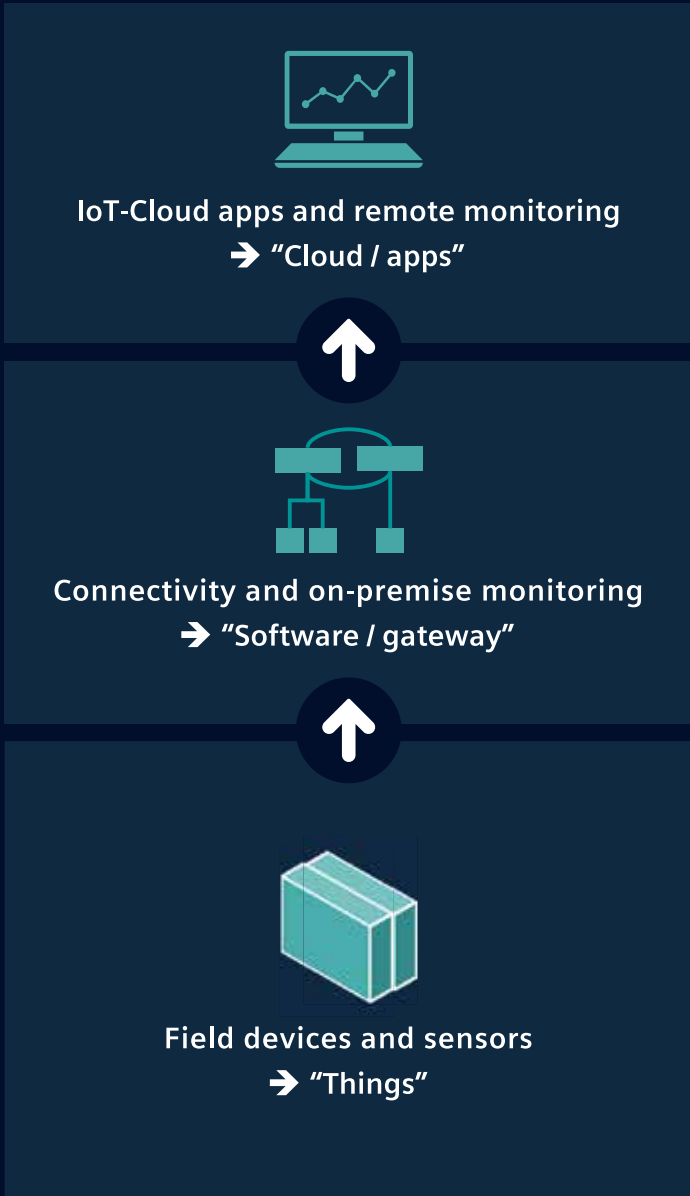 IoT-Cloud apps and remote monitoring
➔ “Cloud / apps”
Connectivity and on-premise monitoring
➔ “Software / gateway”
Field devices and sensors
➔ “Things”